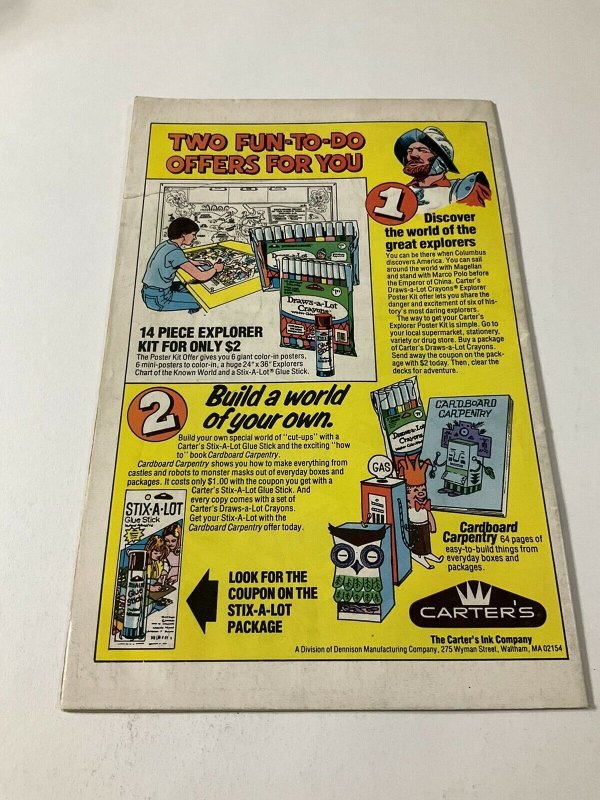 TWO FUN-TO-DO
OFFERS FOR YOU
1
Discover
the world of the
great explorers
You can be there when Columbus
discovers America. You can sail
around the world with Magellan
and stand with Marco Polo before
the Emperor of China. Carter's
Draws-a-Lot Crayons® Explorer
Poster Kit offer lets you share the
danger and excitement of six of his-
tory's most daring explorers.
The way to get your Carter's
Explorer Poster Kit is simple. Go to
your local supermarket, stationery,
variety or drug store. Buy a package
of Carter's Draws-a-Lot Crayons.
Send away the coupon on the pack-
age with $2 today. Then, clear the
decks for adventure.
Draws-a-Lot
Crayons
14 PIECE EXPLORER
KIT FOR ONLY $2
The Poster Kit Offer gives you 6 giant color-in posters,
6 mini-posters to color-in, a huge 24" x 36" Explorers
Chart of the Known World and a Stix-A-Lot® Glue Stick.
2
Build a world
of your own.
Build your own special world of "cut-ups" with a
Carter's Stix-A-Lot Glue Stick and the exciting "how
to" book Cardboard Carpentry.
Cardboard Carpentry shows you how to make everything from
castles and robots to monster masks out of everyday boxes and
packages. It costs only $1.00 with the coupon you get with a
Carter's Stix-A-Lot Glue Stick. And
every copy comes with a set of
Carter's Draws-a-Lot Crayons.
Get your Stix-A-Lot with the
Cardboard Carpentry offer today.
STIX-A-LOT
Glue Stick
LOOK FOR THE
COUPON ON THE
STIX-A-LOT
PACKAGE
Draws-a-Lot
Crayons
CARDBOARD
CARPENTRY
GAS
Cardboard
Carpentry 64 pages of
easy-to-build things from
everyday boxes and
packages.
CARTER'S
The Carter's Ink Company
A Division of Dennison Manufacturing Company, 275 Wyman Street, Waltham, MA 02154